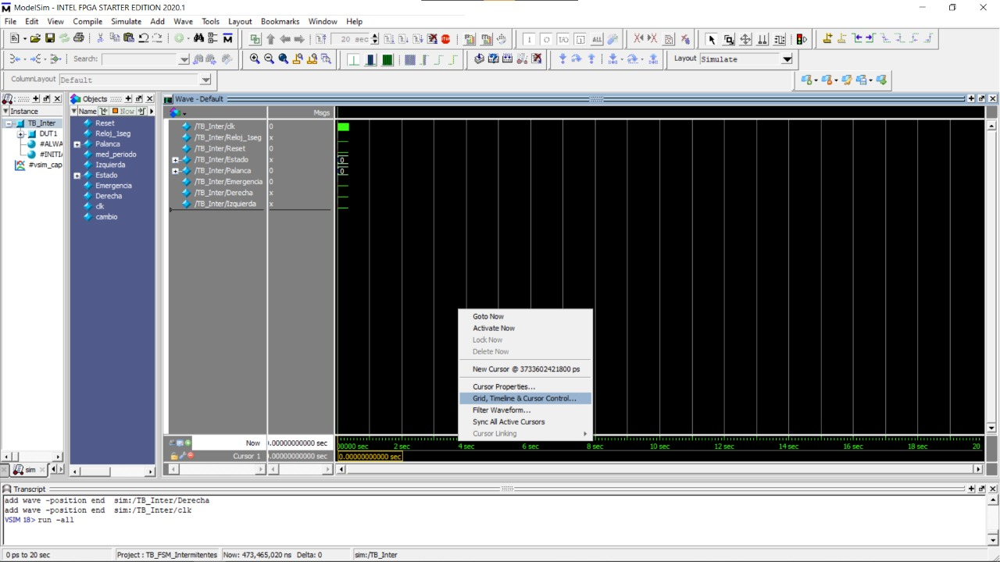 ModelSim - INTEL FPGA STARTER EDITION 2020.1
File Edit View Compile Simulate Add Wave Tools Layout Bookmarks Window Help
20 sec
Search:
Layout Simulate
ColumnLayout Default
Instance
TB_Inter
DUT1
#ALWA
#INITI
#vsim_cap
sim
Objects
Name Now
Reset
Reloj_1seg
Palanca
med_periodo
Izquierda
Estado
Emergencia
Derecha
clk
cambio
Wave - Default
Msgs
/TB_Inter/clk 0
/TB_Inter/Reloj_1seg x
/TB_Inter/Reset 0
/TB_Inter/Estado x 0
/TB_Inter/Palanca 0 0
/TB_Inter/Emergencia 0
/TB_Inter/Derecha x
/TB_Inter/Izquierda x
Goto Now
Activate Now
Lock Now
Delete Now
New Cursor @ 3733602421800 ps
Cursor Properties...
Grid, Timeline & Cursor Control...
Filter Waveform...
Sync All Active Cursors
Cursor Linking
Now .00000000000 sec 00000 sec 2 sec 4 sec 6 sec 8 sec 10 sec 12 sec 14 sec 16 sec 18 sec 20
Cursor 1 .00000000000 sec 0.00000000000 sec
Transcript
add wave -position end sim:/TB_Inter/Derecha
add wave -position end sim:/TB_Inter/clk
VSIM 18> run -all
0 ps to 20 sec Project : TB_FSM_Intermitentes Now: 473,465,020 ns Delta: 0 sim:/TB_Inter